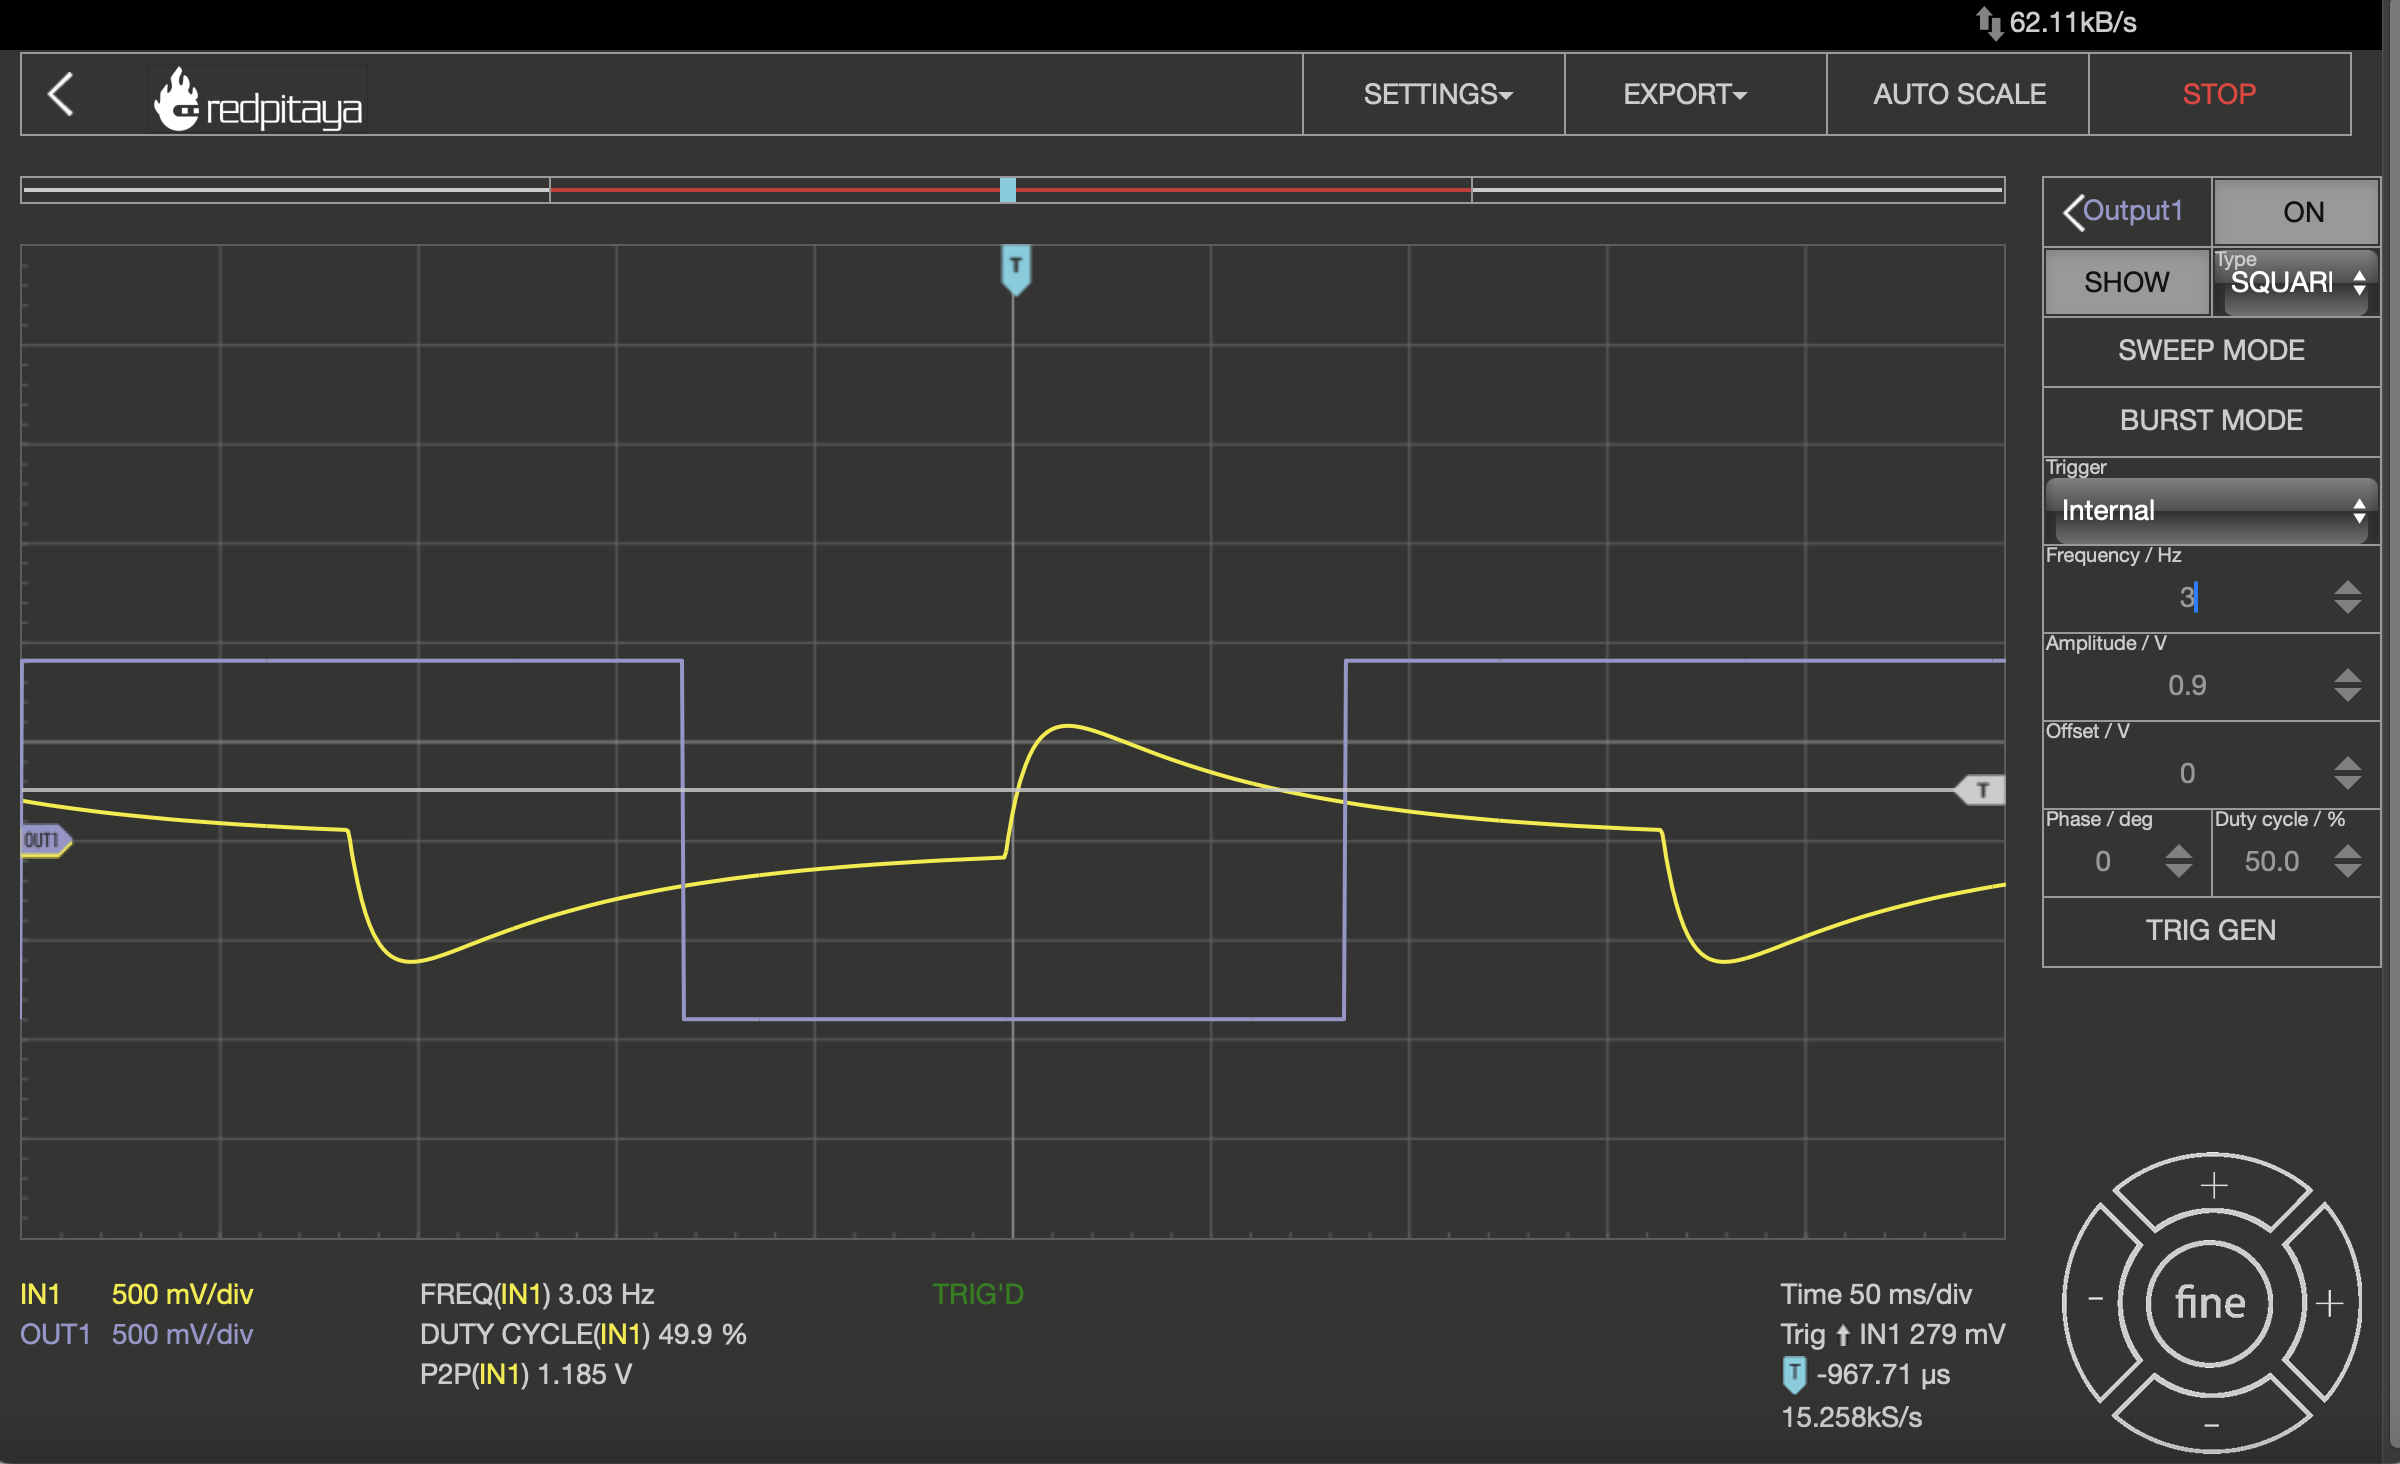 62.11kB/s
redpitaya
SETTINGS
EXPORT
AUTO SCALE
STOP
Output1
ON
SHOW
Type
SQUARI
SWEEP MODE
BURST MODE
Trigger
Internal
Frequency / Hz
3
Amplitude / V
0.9
Offset / V
0
Phase / deg
0
Duty cycle / %
50.0
TRIG GEN
T
T
OUT1
IN1 500 mV/div
OUT1 500 mV/div
FREQ(IN1) 3.03 Hz
DUTY CYCLE(IN1) 49.9 %
P2P(IN1) 1.185 V
TRIG'D
Time 50 ms/div
Trig IN1 279 mV
T -967.71 µs
15.258kS/s
+
- fine +
-